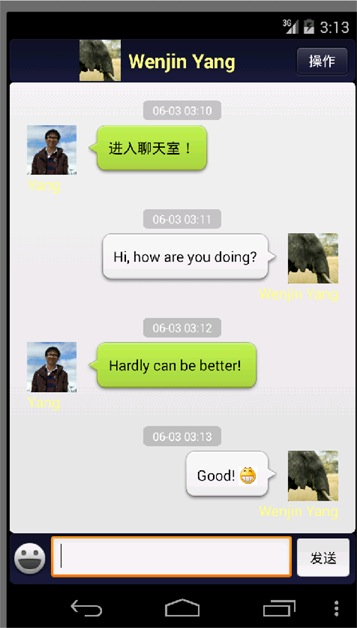 3G 3:13
Wenjin Yang
操作
06-03 03:10
进入聊天室！
Yang
06-03 03:11
Hi, how are you doing?
Wenjin Yang
06-03 03:12
Hardly can be better!
Yang
06-03 03:13
Good! 😁
Wenjin Yang
发送